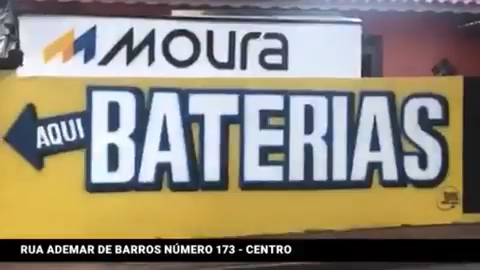 MOURA
AQUI
BATERIAS
RUA ADEMAR DE BARROS NÚMERO 173 - CENTRO